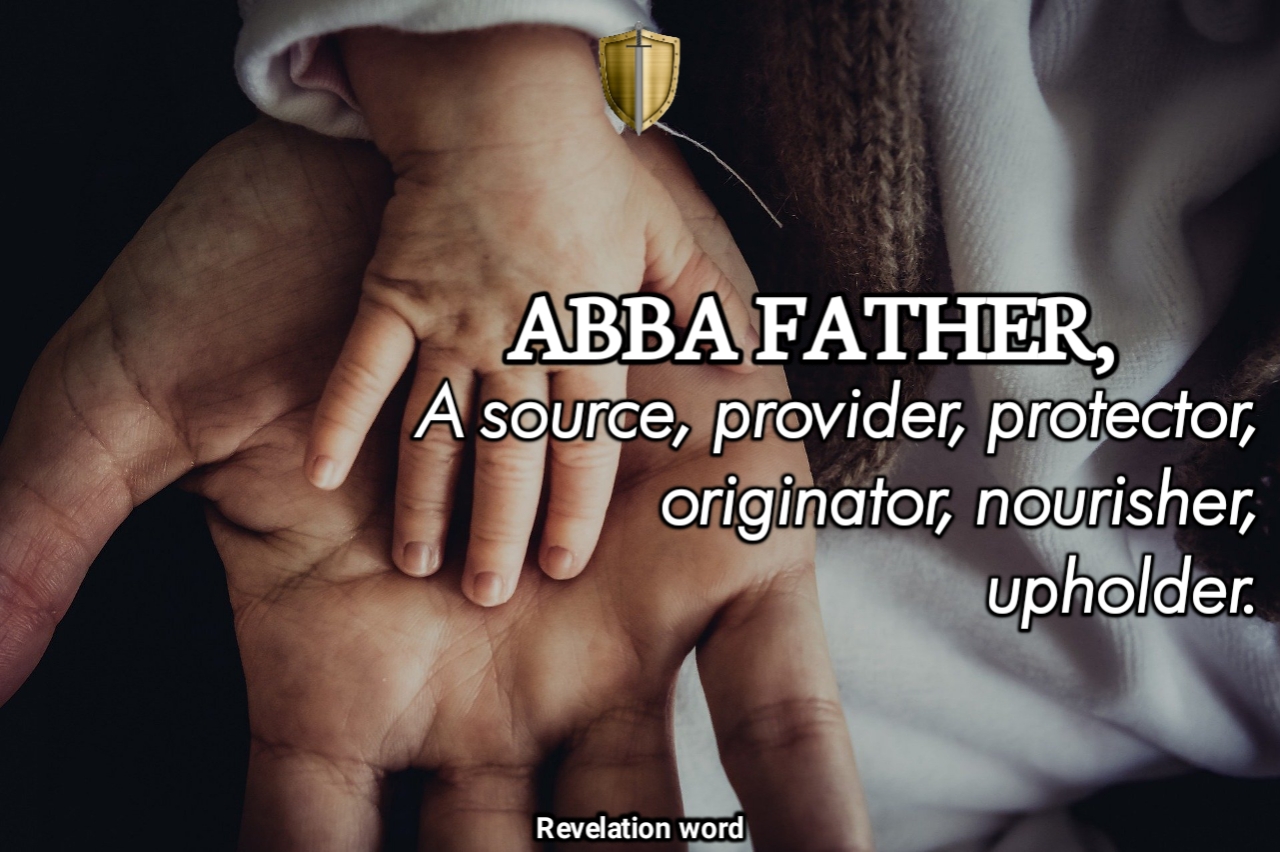 ABBA FATHER,
A source, provider, protector,
originator, nourisher,
upholder.
Revelation word